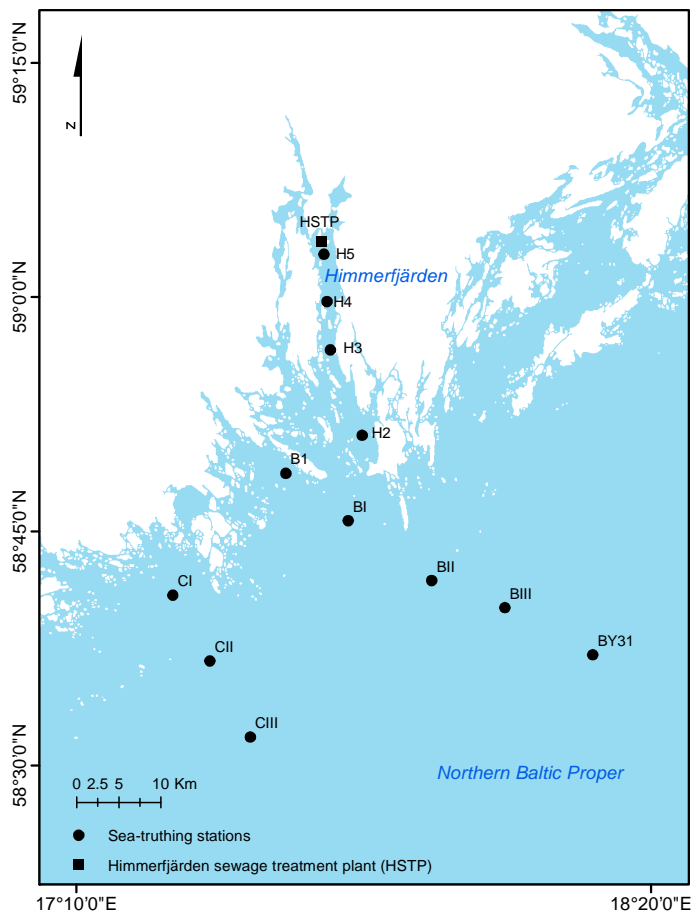 59°15'0"N
N
HSTP
H5
Himmerfjärden
59°0'0"N
H4
H3
H2
B1
BI
58°45'0"N
BII
CI
BIII
CII
BY31
CIII
58°30'0"N
Northern Baltic Proper
0 2.5 5 10 Km
Sea-truthing stations
Himmerfjärden sewage treatment plant (HSTP)
17°10'0"E
18°20'0"E